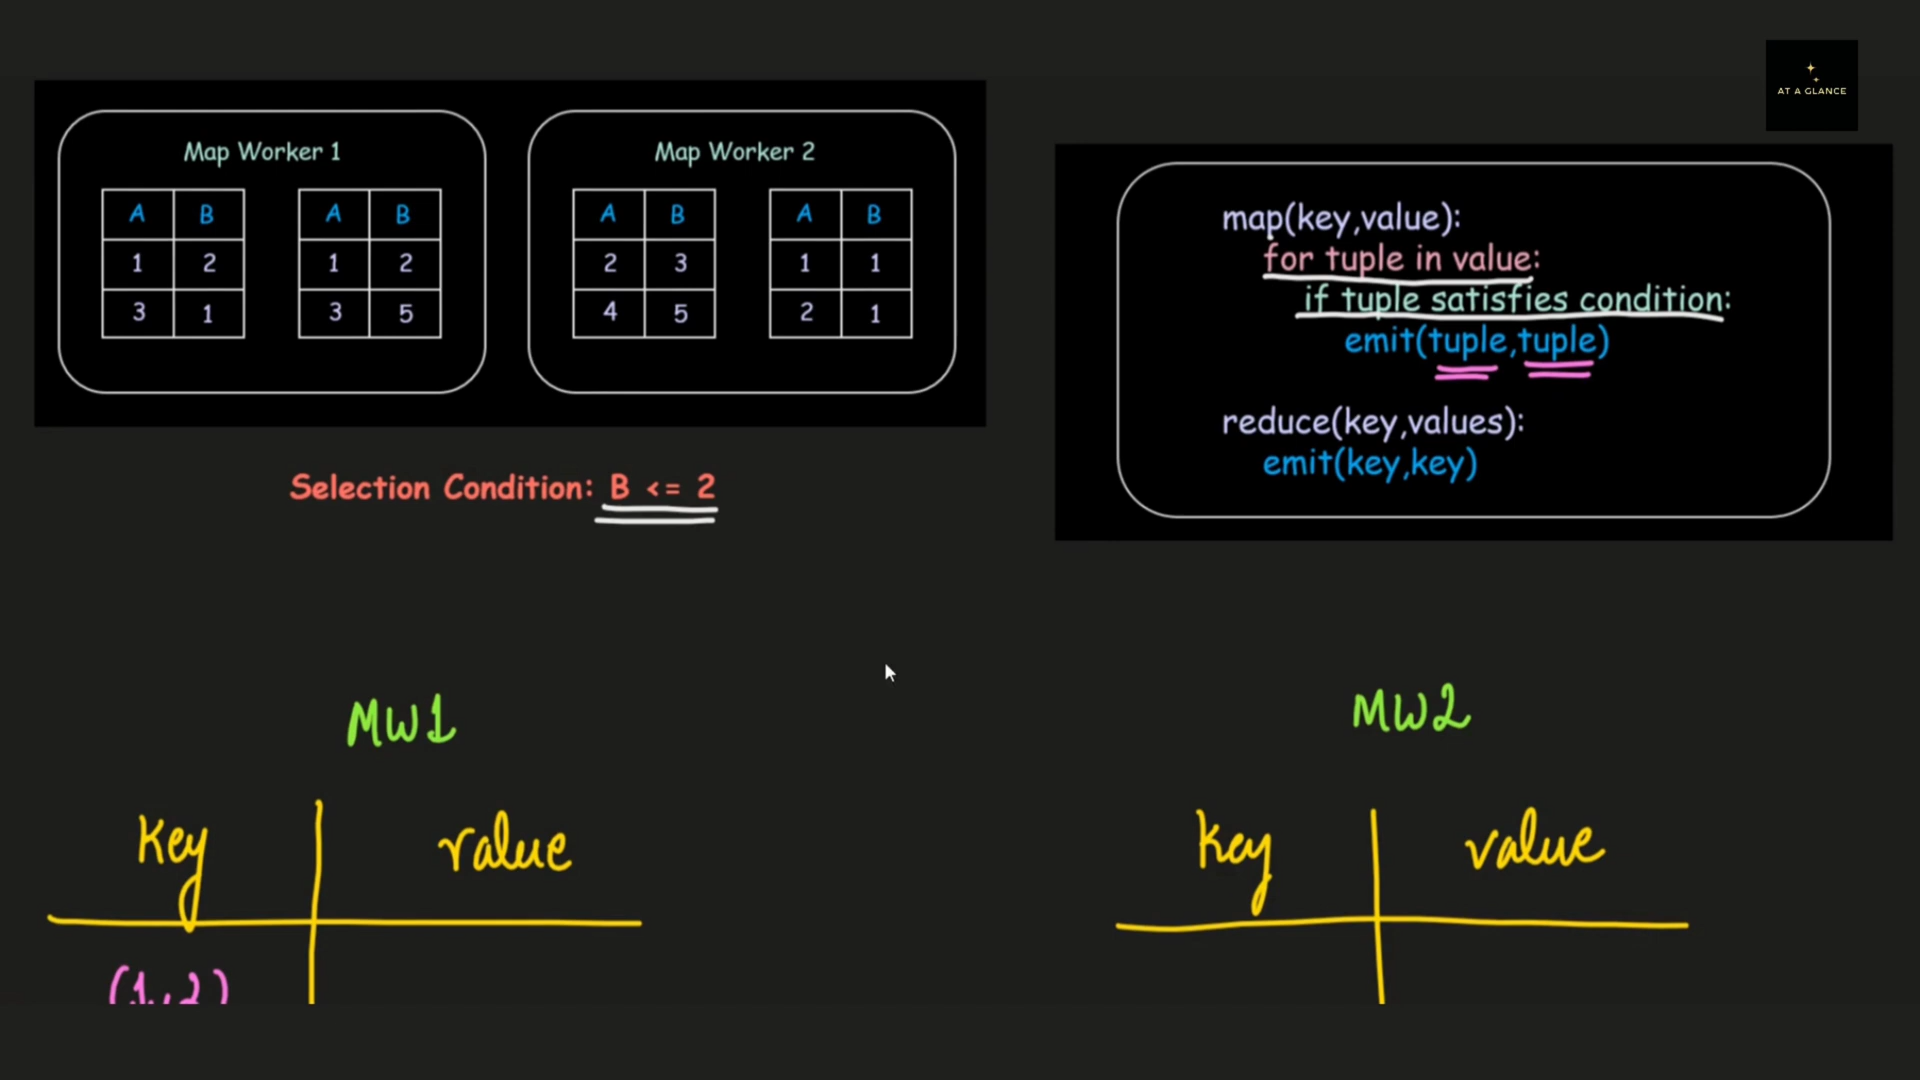 AT A GLANCE
Map Worker 1
A B
1 2
3 1
A B
1 2
3 5
Map Worker 2
A B
2 3
4 5
A B
1 1
2 1
Selection Condition: B <= 2
map(key,value):
for tuple in value:
if tuple satisfies condition:
emit(tuple,tuple)
reduce(key,values):
emit(key,key)
MW1
Key value
(1,2)
MW2
Key value